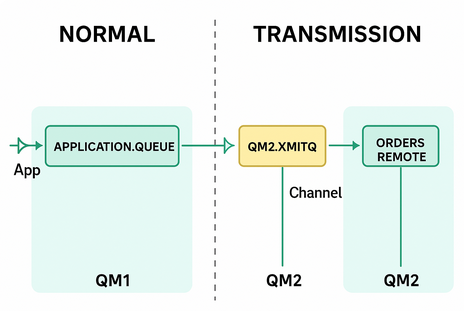 NORMAL
TRANSMISSION
App
APPLICATION.QUEUE
QM2.XMITQ
ORDERS
REMOTE
Channel
QM1
QM2
QM2